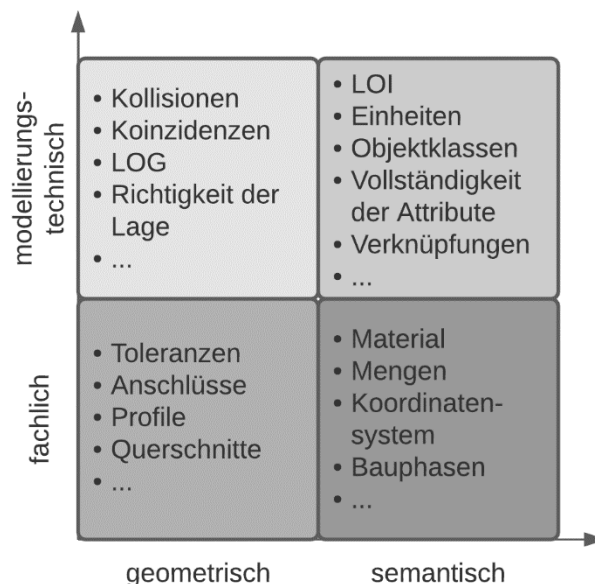 modellierungs-
technisch
• Kollisionen
• Koinzidenzen
• LOG
• Richtigkeit der
Lage
• ...
• LOI
• Einheiten
• Objektklassen
• Vollständigkeit
der Attribute
• Verknüpfungen
• ...
fachlich
• Toleranzen
• Anschlüsse
• Profile
• Querschnitte
• ...
• Material
• Mengen
• Koordinaten-
system
• Bauphasen
• ...
geometrisch
semantisch